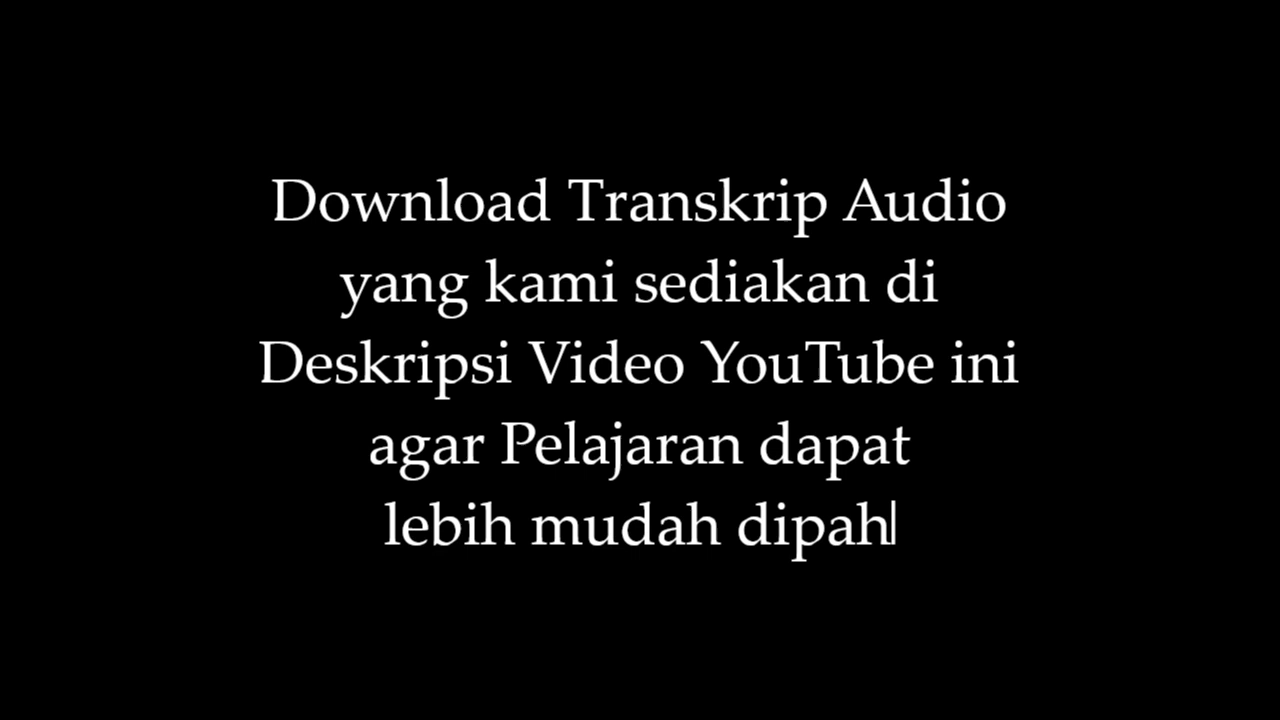 Download Transkrip Audio
yang kami sediakan di
Deskripsi Video YouTube ini
agar Pelajaran dapat
lebih mudah dipah